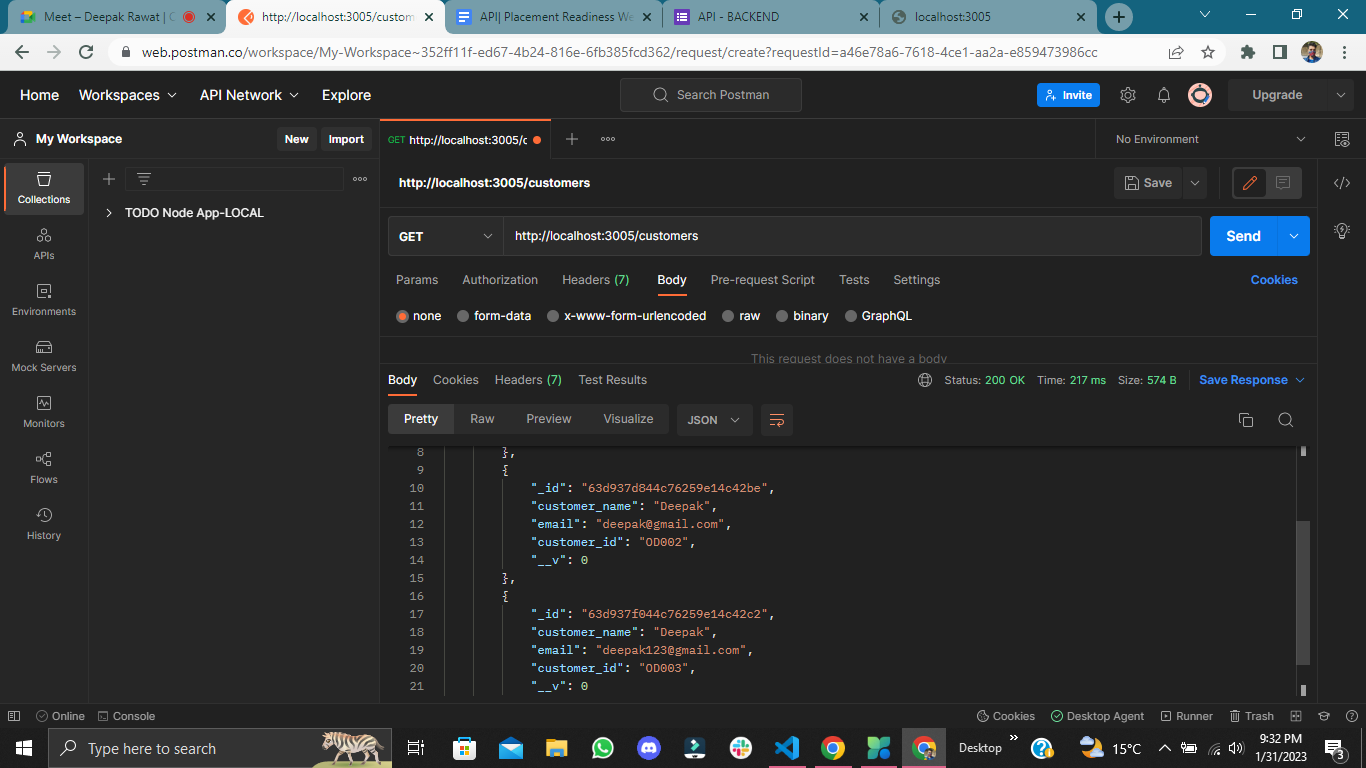 Meet – Deepak Rawat | C
http://localhost:3005/custom
API| Placement Readiness We
API - BACKEND
localhost:3005
web.postman.co/workspace/My-Workspace~352ff11f-ed67-4b24-816e-6fb385fcd362/request/create?requestId=a46e78a6-7618-4ce1-aa2a-e859473986cc
Home Workspaces API Network Explore Search Postman Invite Upgrade
My Workspace New Import
GET http://localhost:3005/c No Environment
Collections
APIs
Environments
Mock Servers
Monitors
Flows
History
TODO Node App-LOCAL
http://localhost:3005/customers Save
GET http://localhost:3005/customers Send
Params Authorization Headers (7) Body Pre-request Script Tests Settings Cookies
none form-data x-www-form-urlencoded raw binary GraphQL
This request does not have a body
Body Cookies Headers (7) Test Results Status: 200 OK Time: 217 ms Size: 574 B Save Response
Pretty Raw Preview Visualize JSON
8 },
9 {
10 "_id": "63d937d844c76259e14c42be",
11 "customer_name": "Deepak",
12 "email": "deepak@gmail.com",
13 "customer_id": "OD002",
14 "__v": 0
15 },
16 {
17 "_id": "63d937f044c76259e14c42c2",
18 "customer_name": "Deepak",
19 "email": "deepak123@gmail.com",
20 "customer_id": "OD003",
21 "__v": 0
Online Console Cookies Desktop Agent Runner Trash
Type here to search Desktop 15°C 9:32 PM
1/31/2023
3